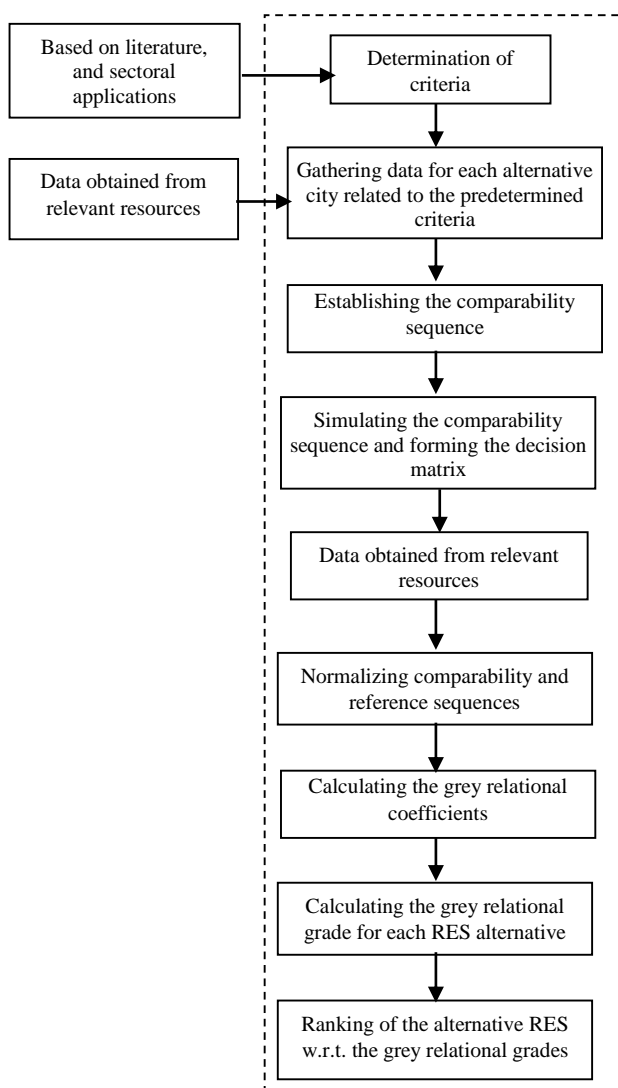 Based on literature,
and sectoral
applications
Determination of
criteria
Data obtained from
relevant resources
Gathering data for each alternative
city related to the predetermined
criteria
Establishing the comparability
sequence
Simulating the comparability
sequence and forming the decision
matrix
Data obtained from relevant
resources
Normalizing comparability and
reference sequences
Calculating the grey relational
coefficients
Calculating the grey relational
grade for each RES alternative
Ranking of the alternative RES
w.r.t. the grey relational grades